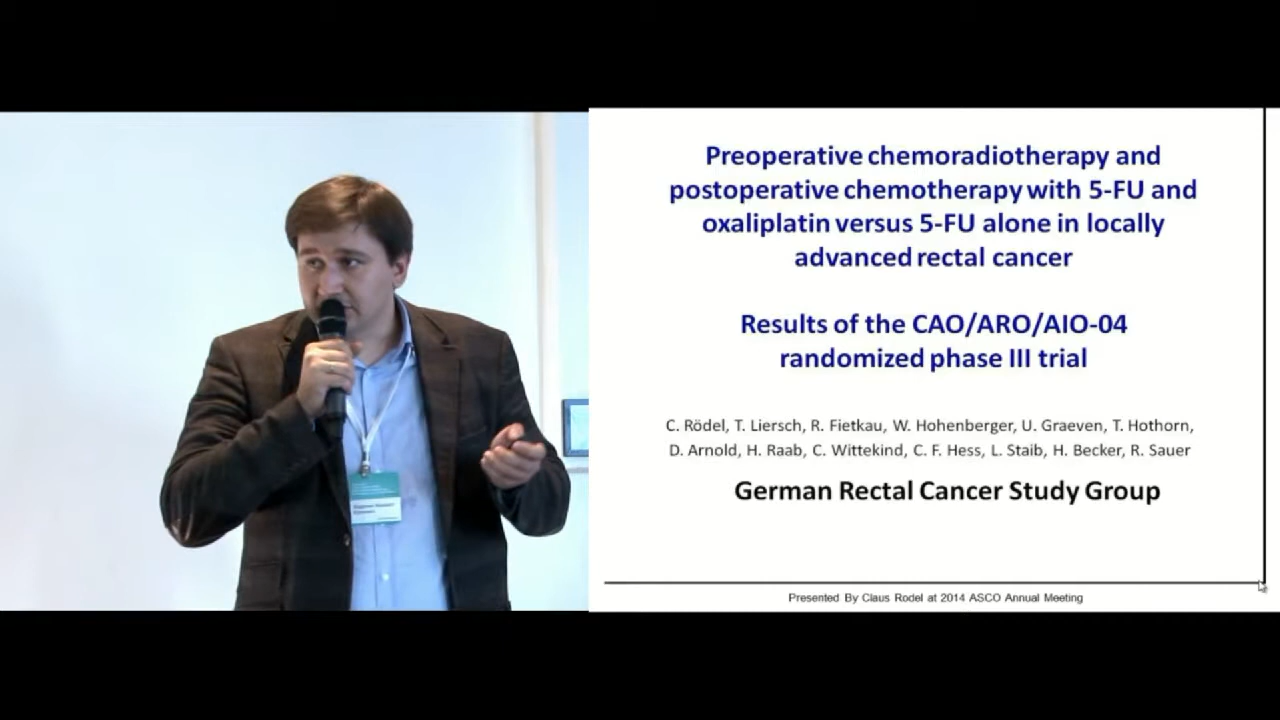 Preoperative chemoradiotherapy and
postoperative chemotherapy with 5-FU and
oxaliplatin versus 5-FU alone in locally
advanced rectal cancer
Results of the CAO/ARO/AIO-04
randomized phase III trial
C. Rödel, T. Liersch, R. Fietkau, W. Hohenberger, U. Graeven, T. Hothorn,
D. Arnold, H. Raab, C. Wittekind, C. F. Hess, L. Staib, H. Becker, R. Sauer
German Rectal Cancer Study Group
Presented By Claus Rodel at 2014 ASCO Annual Meeting